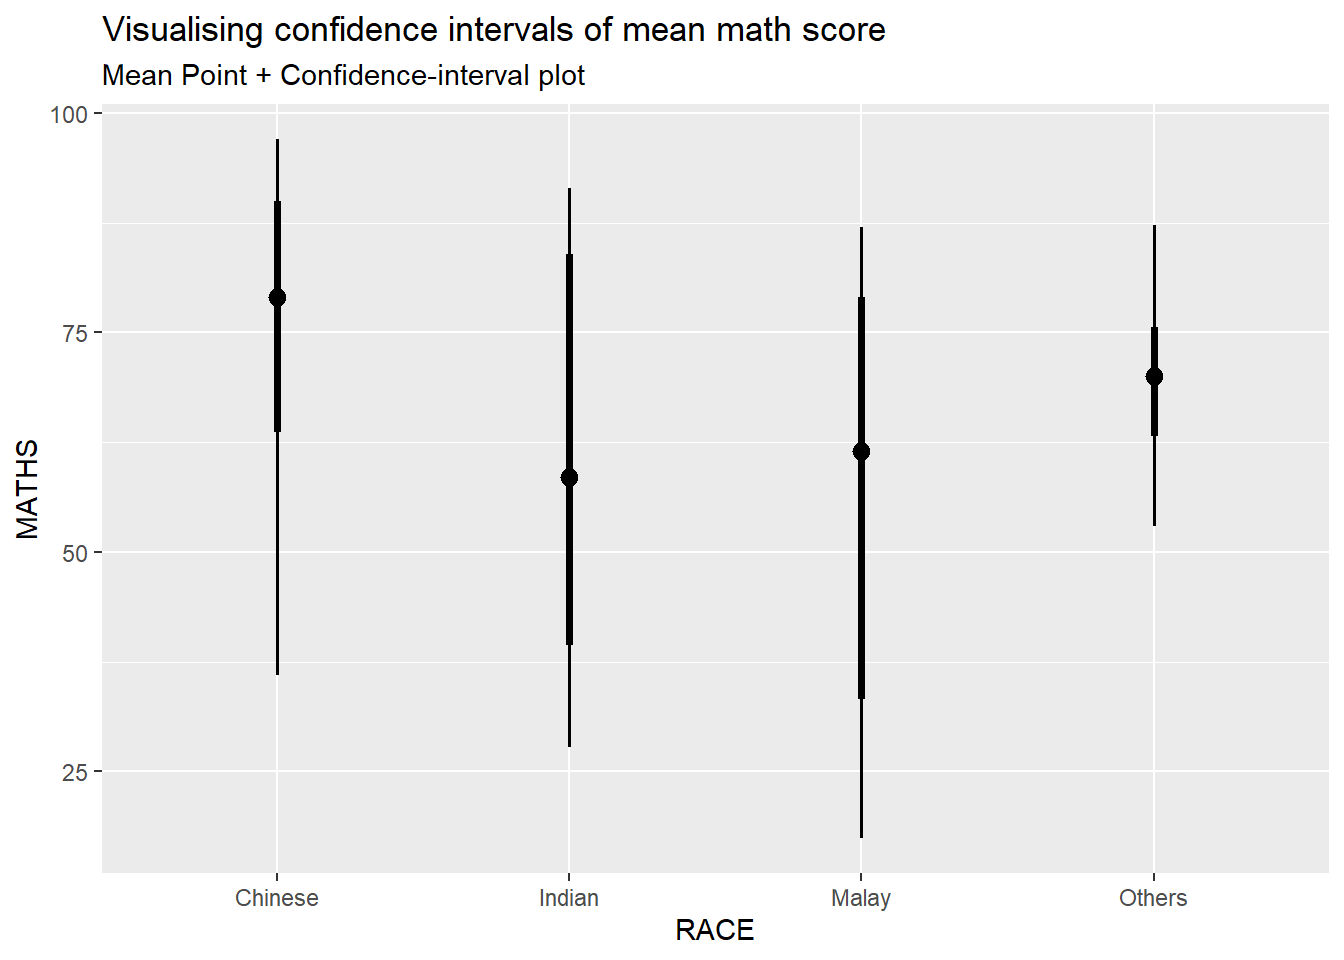 Visualising confidence intervals of mean math score
Mean Point + Confidence-interval plot
100
75
50
25
MATHS
Chinese Indian Malay Others
RACE